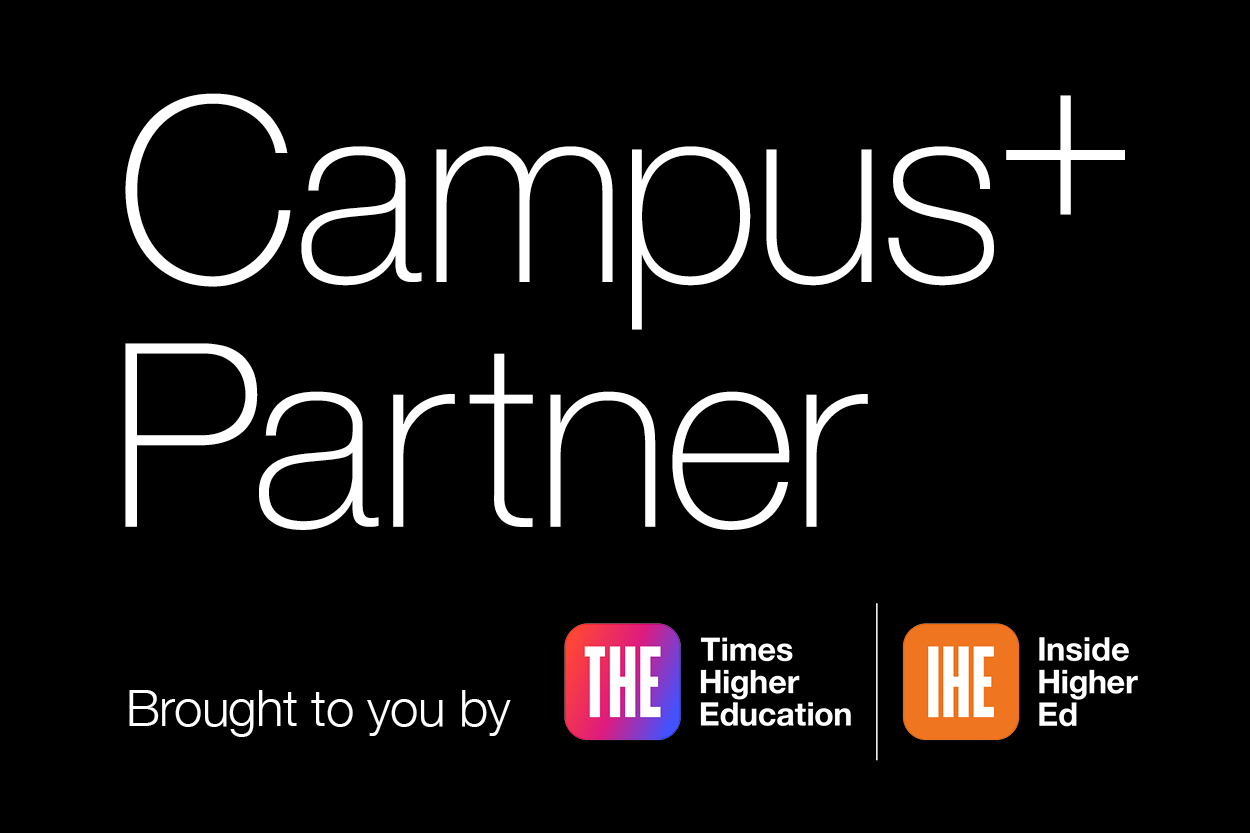 Campus+
Partner
Brought to you by
THE
Times
Higher
Education
IHE
Inside
Higher
Ed